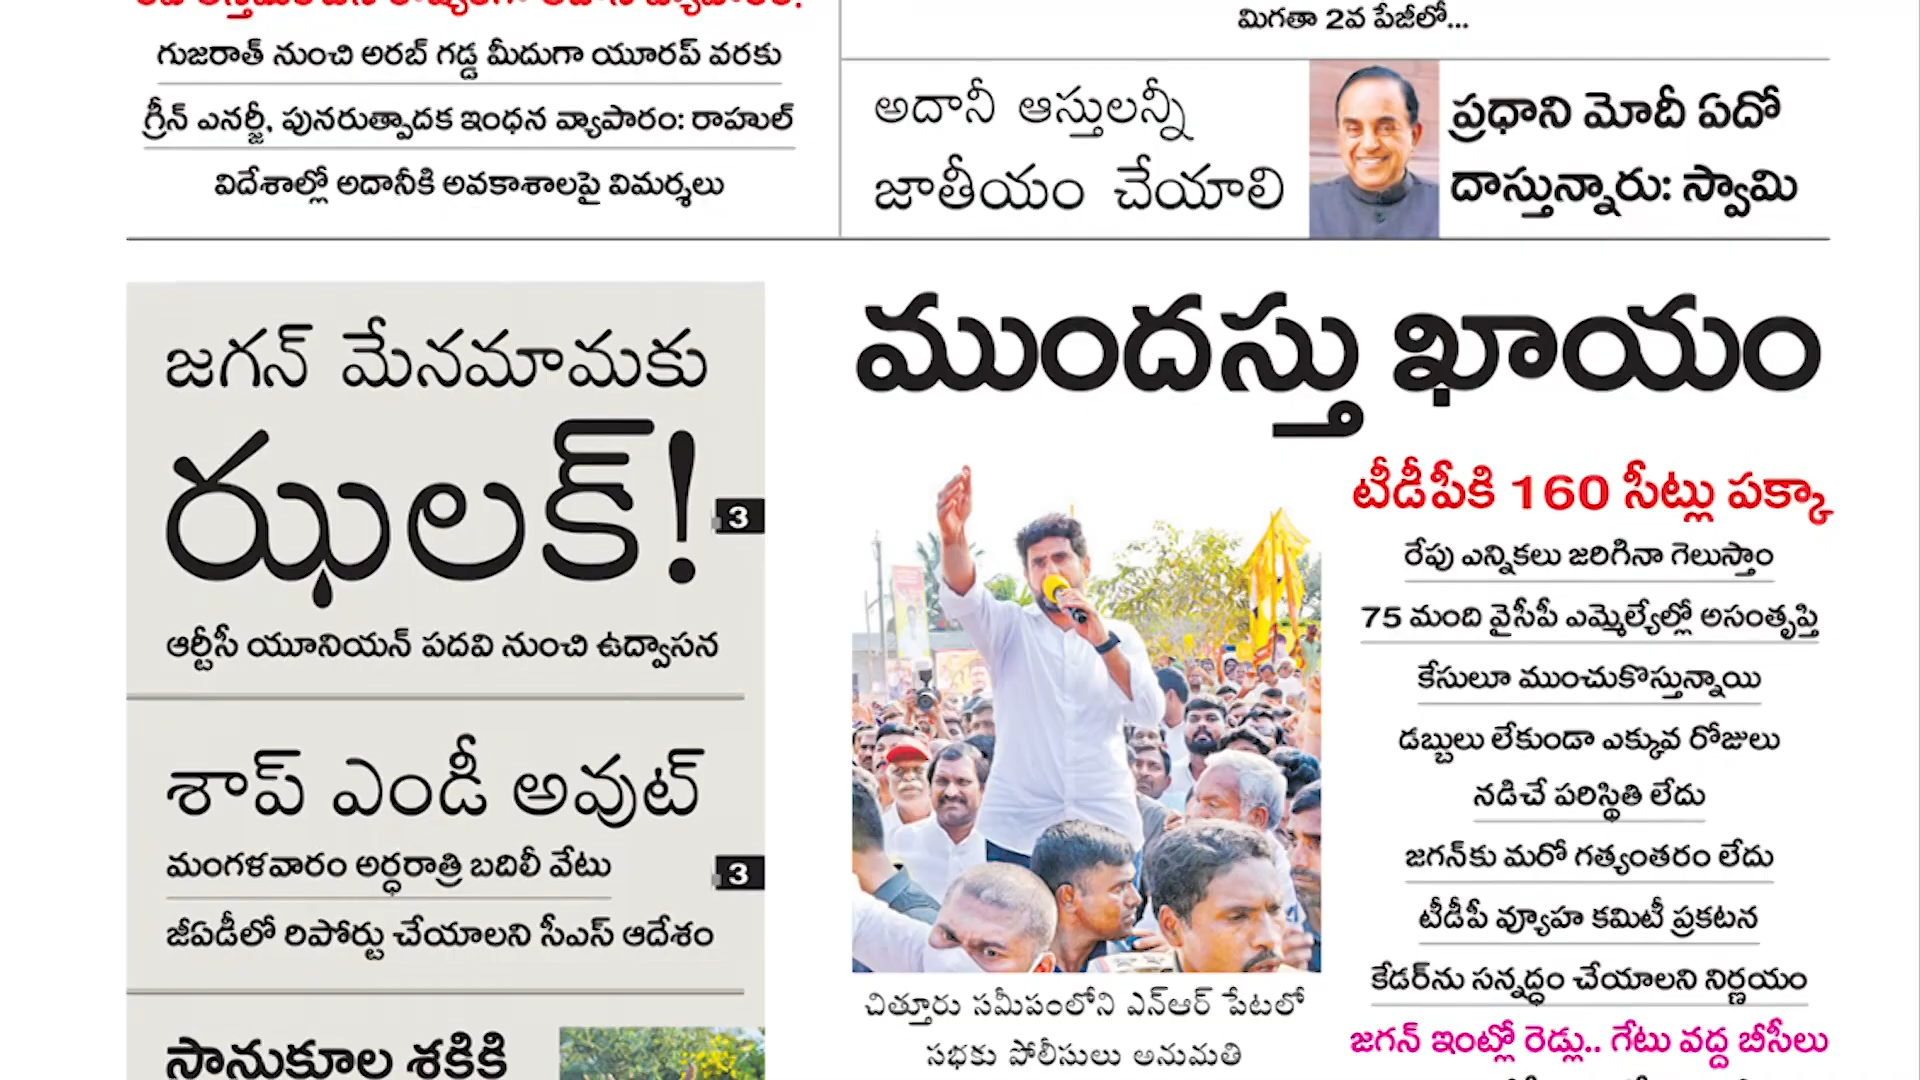 గుజరాత్ నుంచి అరబ్ గడ్డ మీదుగా యూరప్ వరకు
గ్రీన్ ఎనర్జీ, పునరుత్పాదక ఇంధన వ్యాపారం: రాహుల్
విదేశాల్లో అదానీకి అవకాశాలపై విమర్శలు
మిగతా 2వ పేజీలో...
అదానీ ఆస్తులన్నీ
జాతీయం చేయాలి
ప్రధాని మోదీ ఏదో
దాస్తున్నారు: స్వామి
జగన్ మేనమామకు
ఝలక్!
3
ఆర్టీసీ యూనియన్ పదవి నుంచి ఉద్వాసన
శాప్ ఎండీ అవుట్
మంగళవారం అర్ధరాత్రి బదిలీ వేటు
3
జీఏడీలో రిపోర్టు చేయాలని సీఎస్ ఆదేశం
సానుకూల
ముందస్తు ఖాయం
టీడీపీకి 160 సీట్లు పక్కా
రేపు ఎన్నికలు జరిగినా గెలుస్తాం
75 మంది వైసీపీ ఎమ్మెల్యేల్లో అసంతృప్తి
కేసులూ ముంచుకొస్తున్నాయి
డబ్బులు లేకుండా ఎక్కువ రోజులు
నడిచే పరిస్థితి లేదు
జగన్‌కు మరో గత్యంతరం లేదు
టీడీపీ వ్యూహ కమిటీ ప్రకటన
కేడర్‌ను సన్నద్ధం చేయాలని నిర్ణయం
జగన్ ఇంట్లో రెడ్లు.. గేటు వద్ద బీసీలు
చిత్తూరు సమీపంలోని ఎన్ఆర్ పేటలో
సభకు పోలీసులు అనుమతి